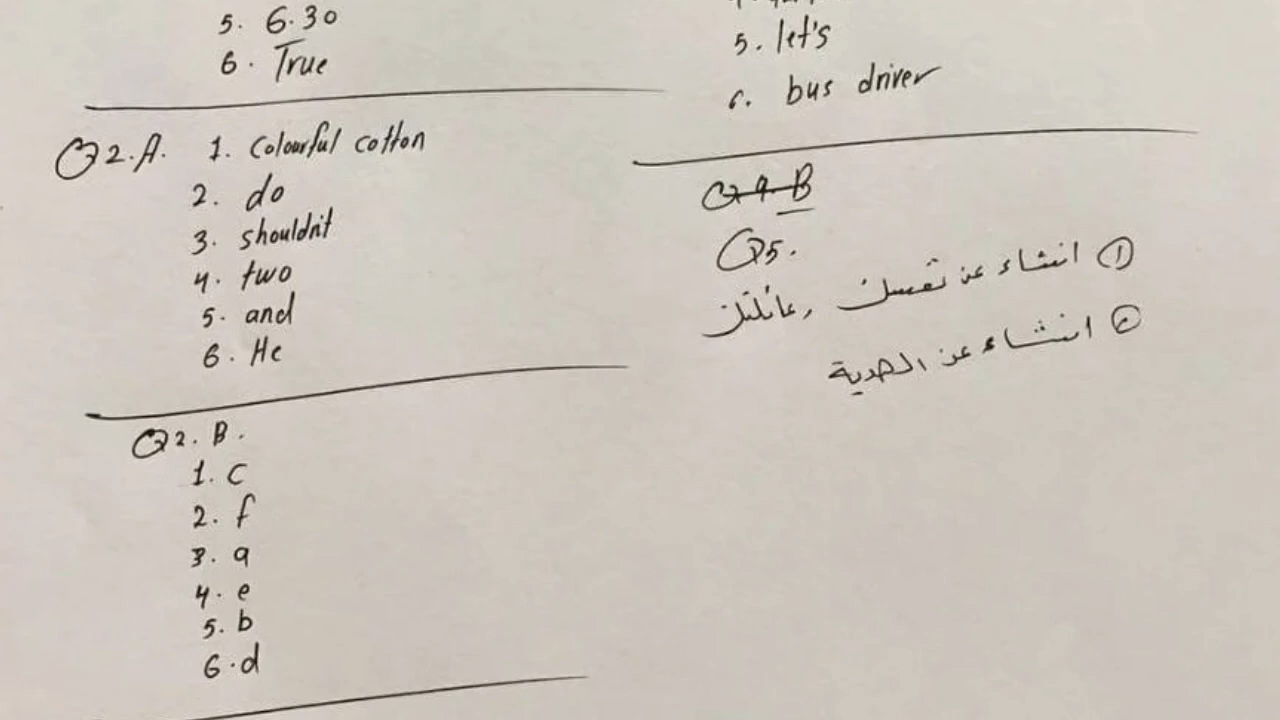 5. 6.30
6. True
Q2.A. 1. Colourful cotton
2. do
3. shouldn't
4. two
5. and
6. He
Q2. B.
1. c
2. f
3. a
4. e
5. b
6. d
5. let's
6. bus driver
Q4. B
Q5.
① انشاء عن نفسك وعائلتك
② انشاء عن الهدية